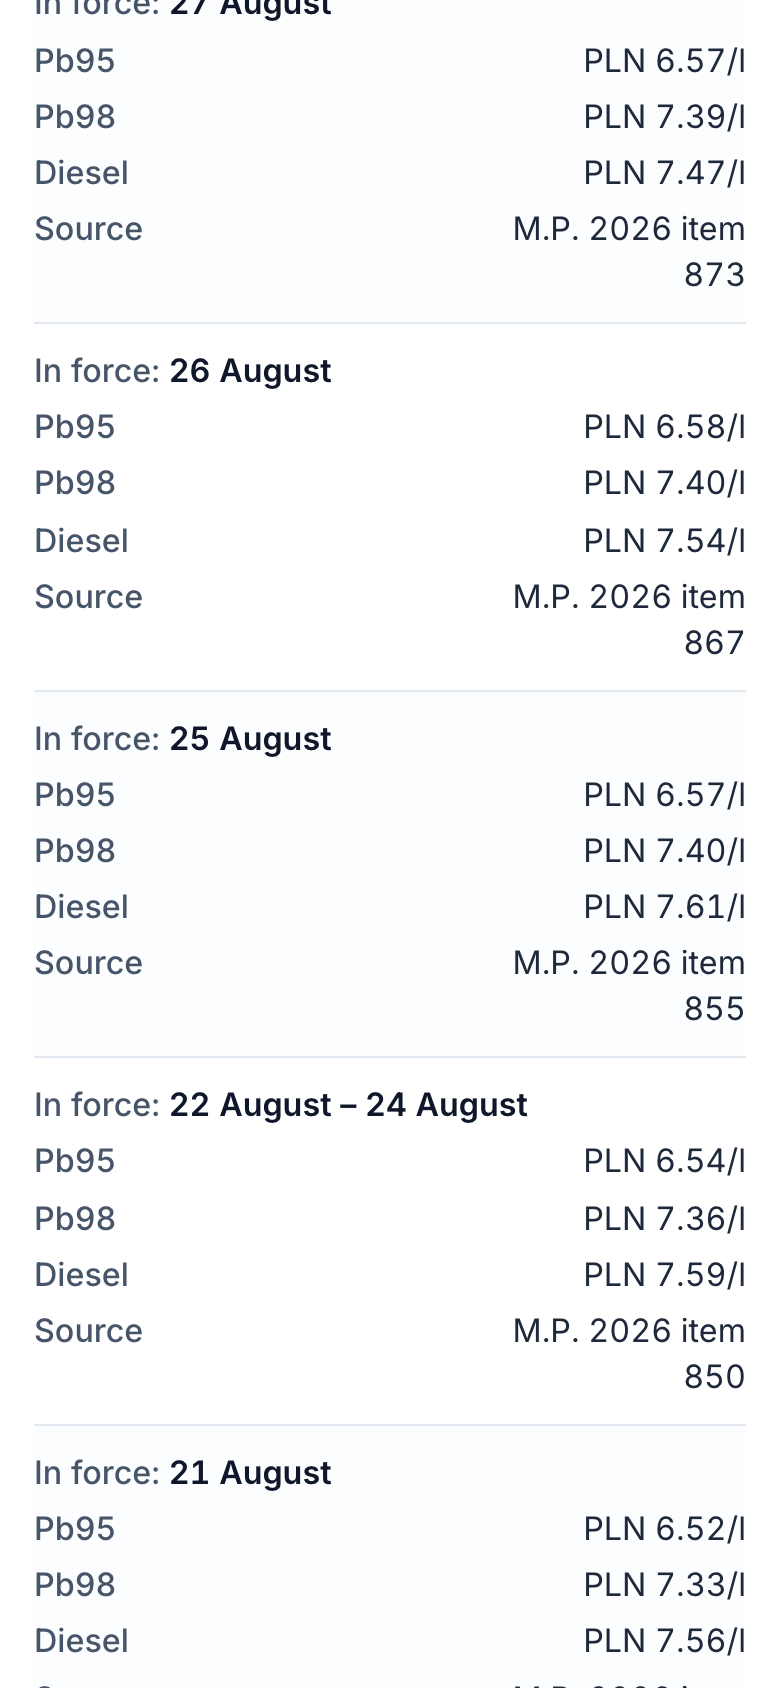 In force: 27 August
Pb95 PLN 6.57/l
Pb98 PLN 7.39/l
Diesel PLN 7.47/l
Source M.P. 2026 item
873
In force: 26 August
Pb95 PLN 6.58/l
Pb98 PLN 7.40/l
Diesel PLN 7.54/l
Source M.P. 2026 item
867
In force: 25 August
Pb95 PLN 6.57/l
Pb98 PLN 7.40/l
Diesel PLN 7.61/l
Source M.P. 2026 item
855
In force: 22 August – 24 August
Pb95 PLN 6.54/l
Pb98 PLN 7.36/l
Diesel PLN 7.59/l
Source M.P. 2026 item
850
In force: 21 August
Pb95 PLN 6.52/l
Pb98 PLN 7.33/l
Diesel PLN 7.56/l